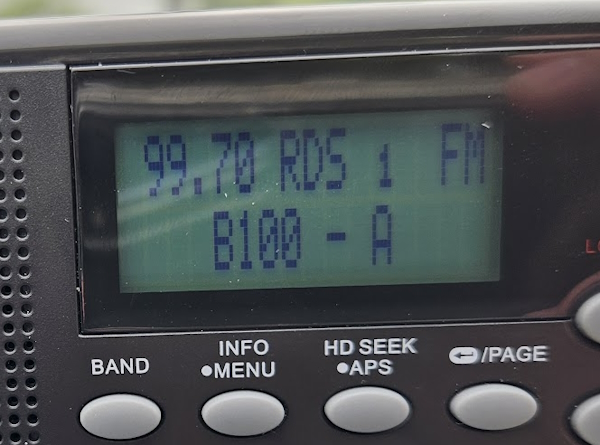 99.70 RDS 1 FM
B100 - A
BAND
INFO
•MENU
HD SEEK
•APS
/PAGE